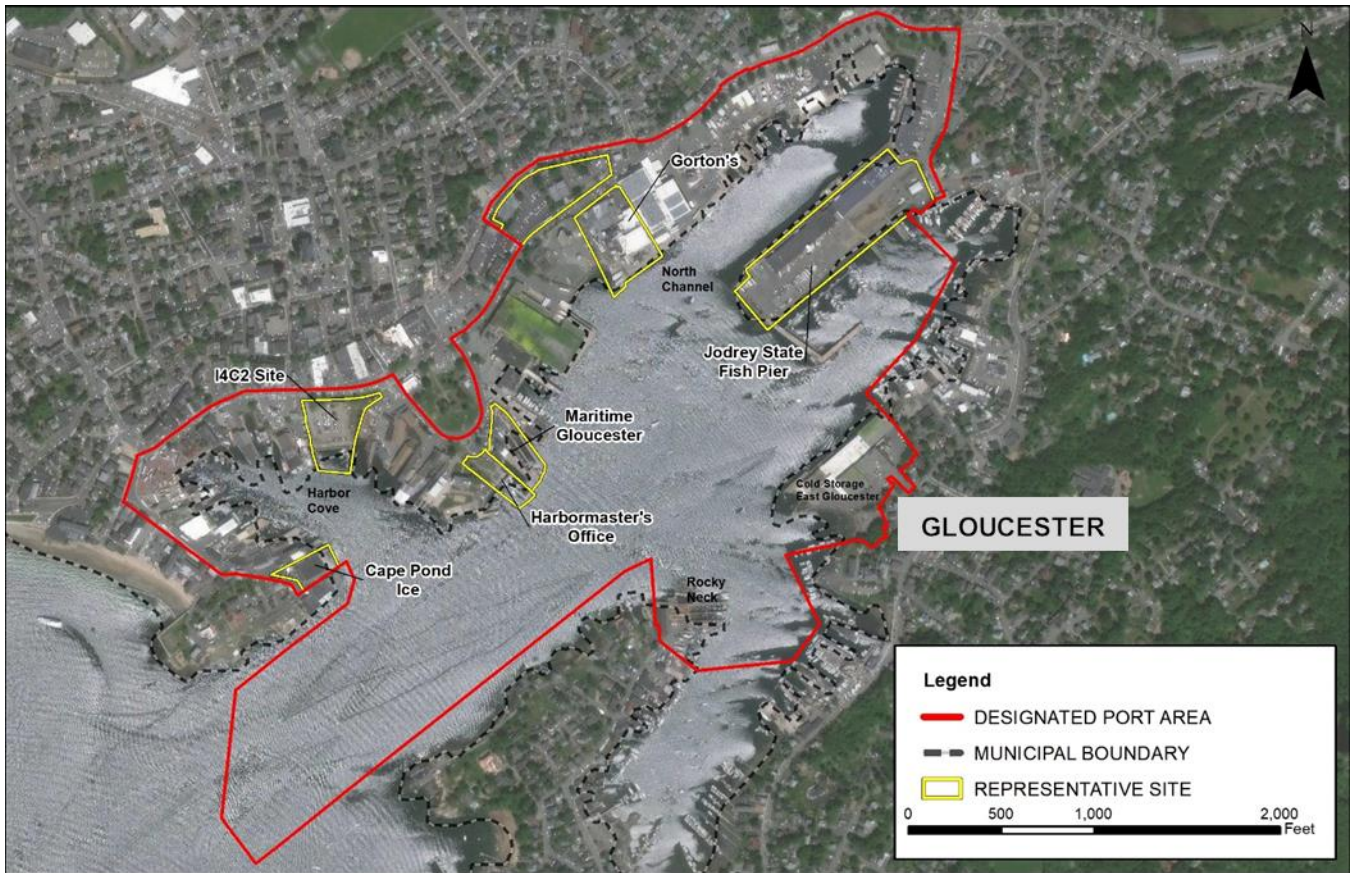 N
Gorton's
North
Channel
Jodrey State
Fish Pier
I4C2 Site
Maritime
Gloucester
Harbor
Cove
Cold Storage
East Gloucester
Harbormaster's
Office
GLOUCESTER
Cape Pond
Ice
Rocky
Neck
Legend
DESIGNATED PORT AREA
MUNICIPAL BOUNDARY
REPRESENTATIVE SITE
0 500 1,000 2,000
Feet